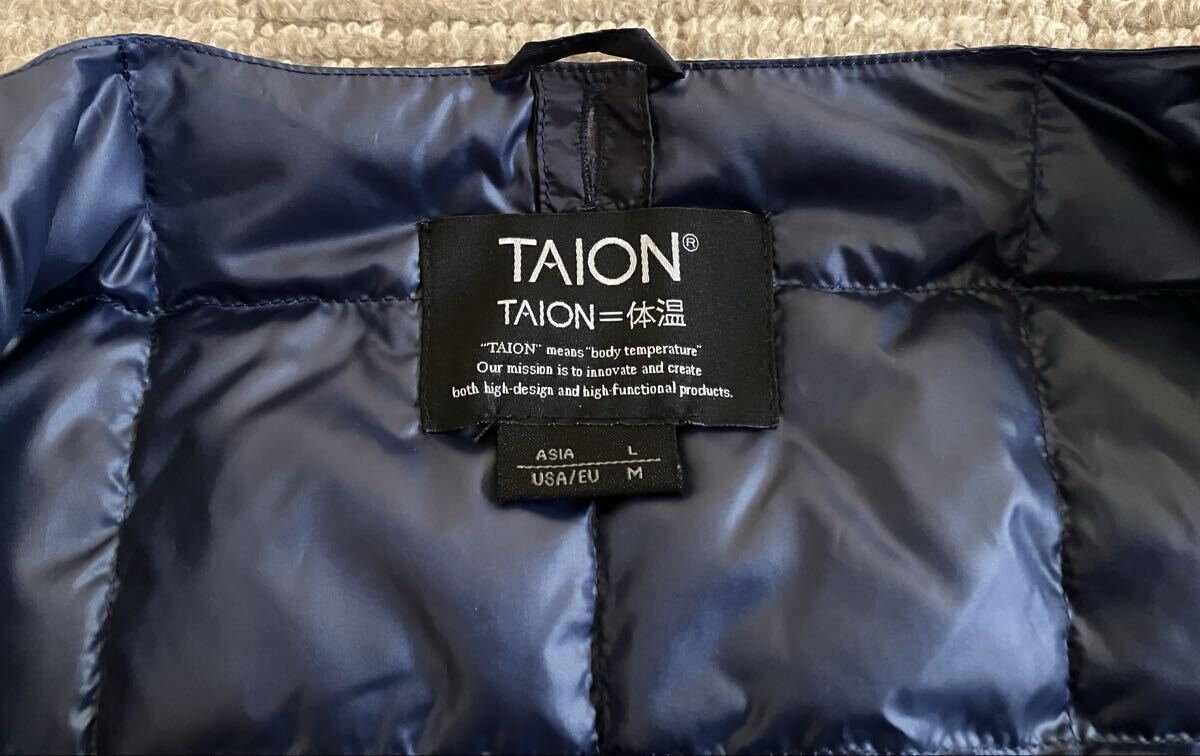 TAION®
TAION=体温
"TAION" means "body temperature"
Our mission is to innovate and create
both high-design and high-functional products.
ASIA L
USA/EU M